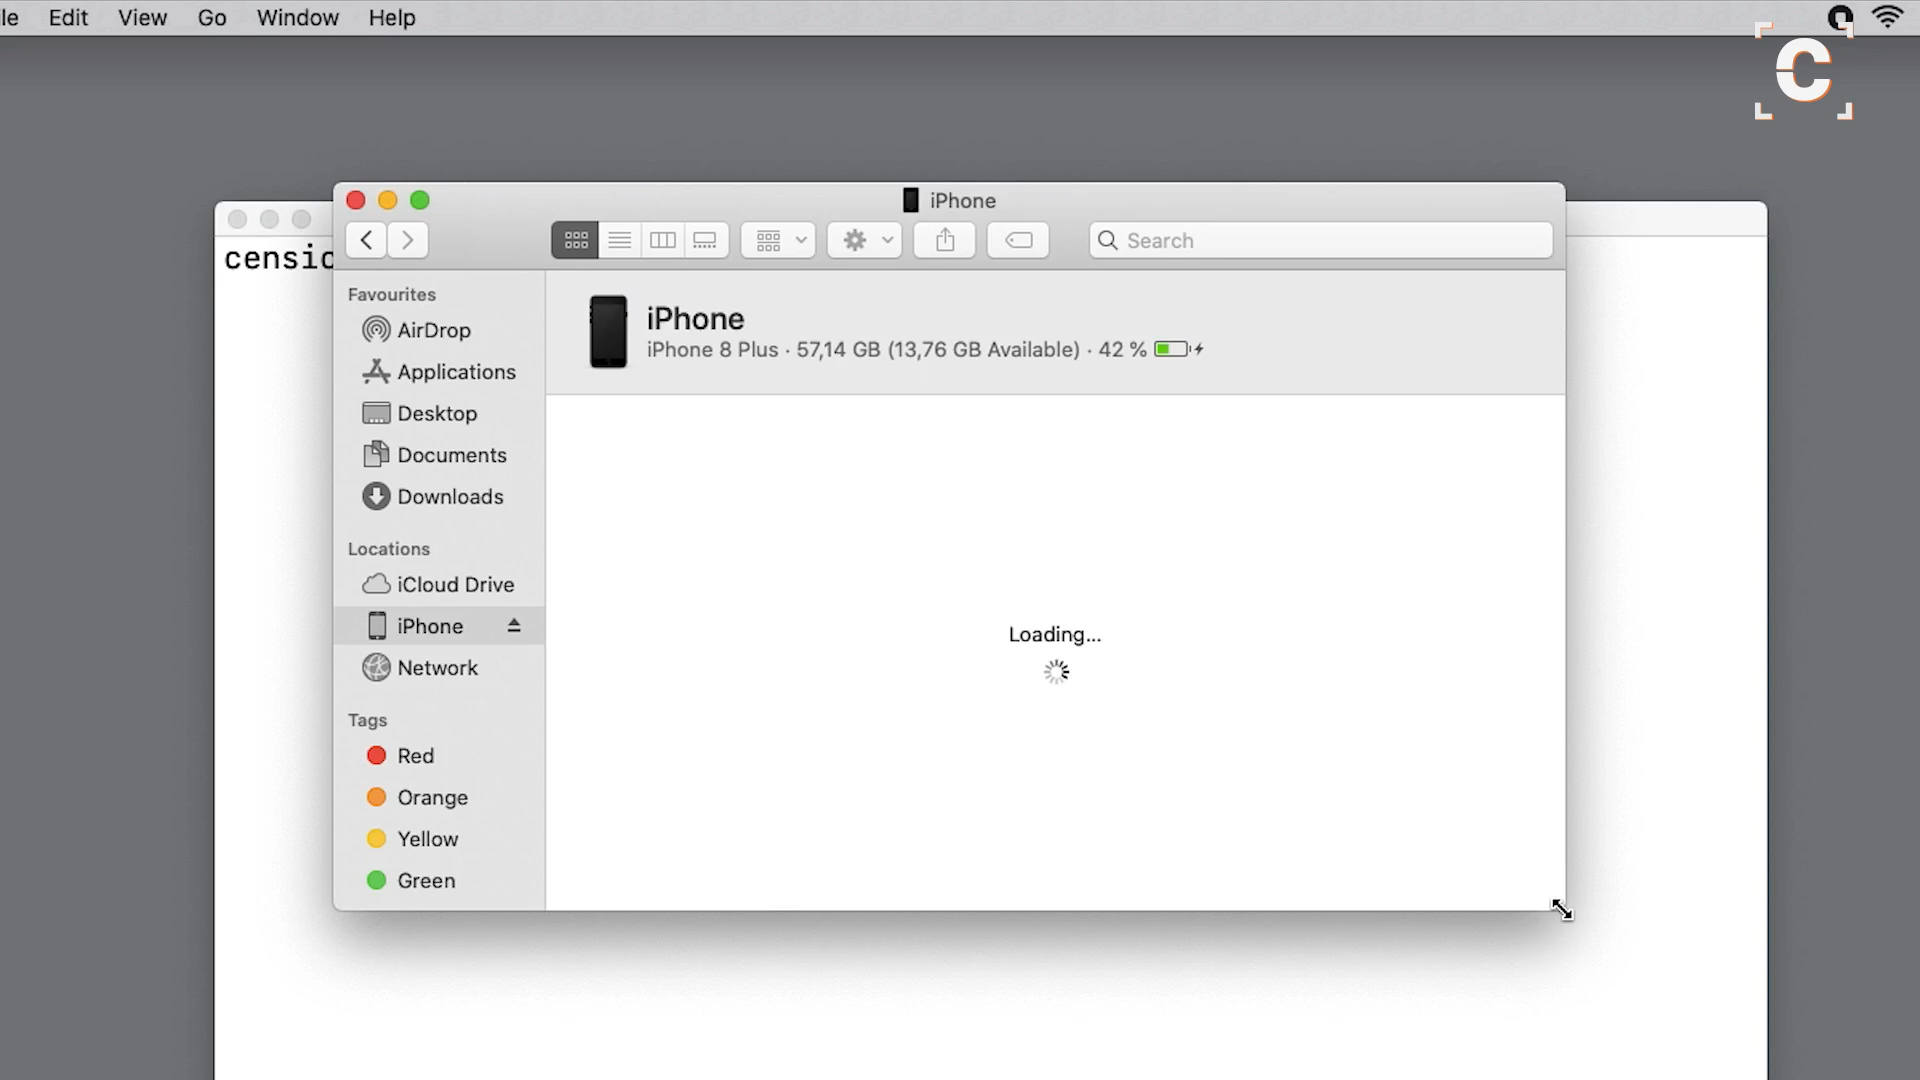 Edit View Go Window Help
C
iPhone
Search
censic
Favourites
AirDrop
Applications
Desktop
Documents
Downloads
Locations
iCloud Drive
iPhone
Network
Tags
Red
Orange
Yellow
Green
iPhone
iPhone 8 Plus · 57,14 GB (13,76 GB Available) · 42 %
Loading...